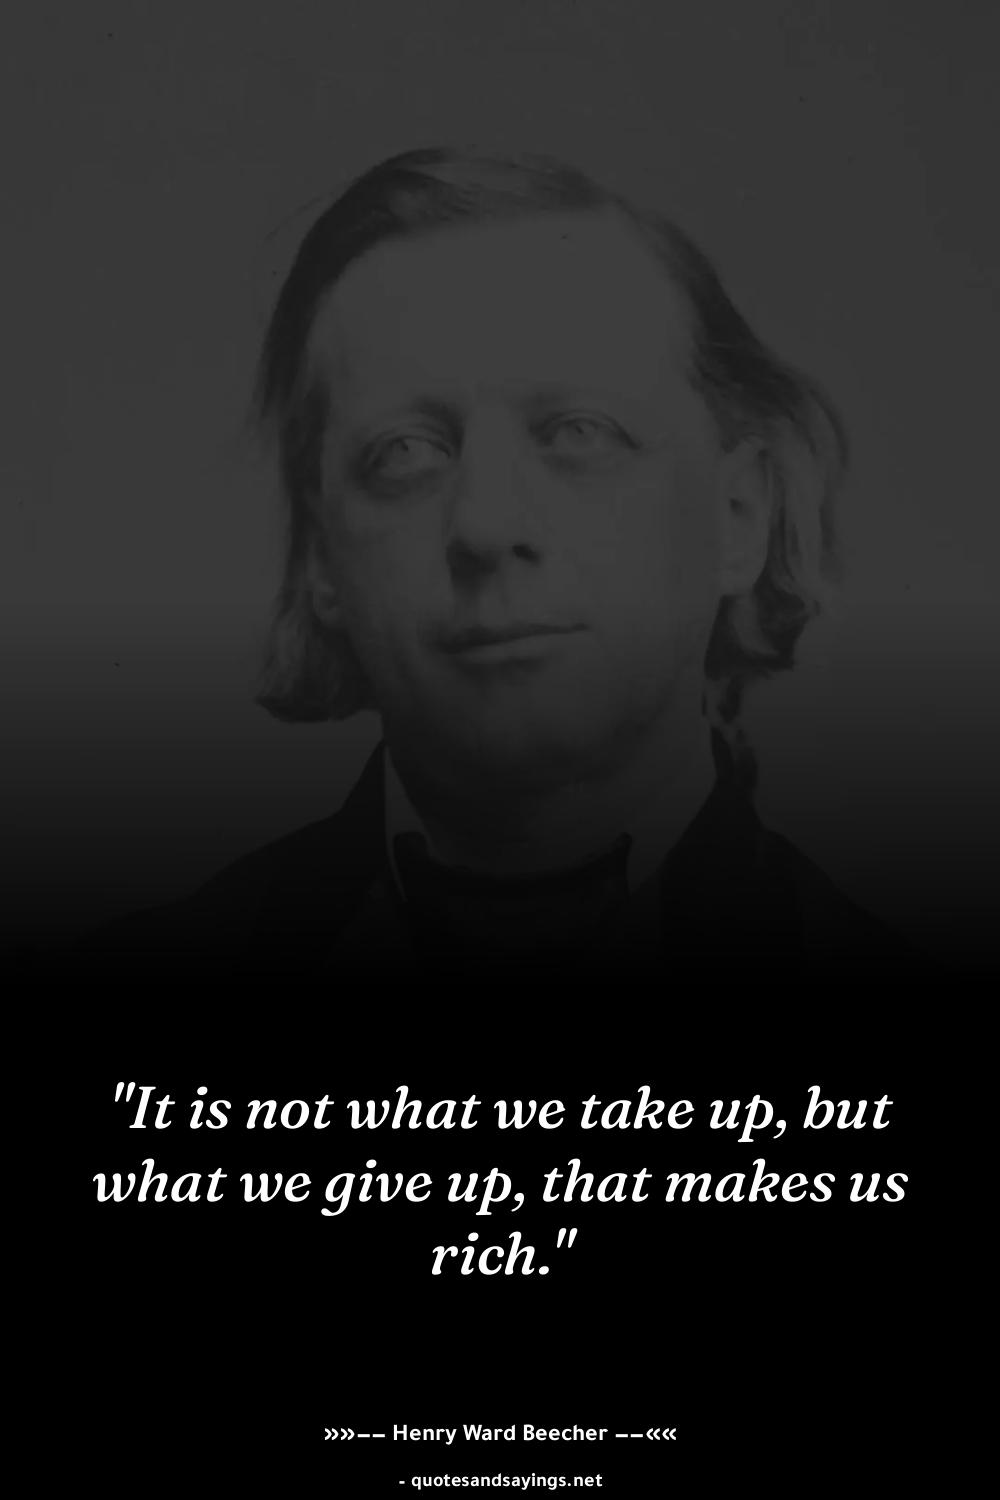 "It is not what we take up, but
what we give up, that makes us
rich."
»»–– Henry Ward Beecher ––««
- quotesandsayings.net